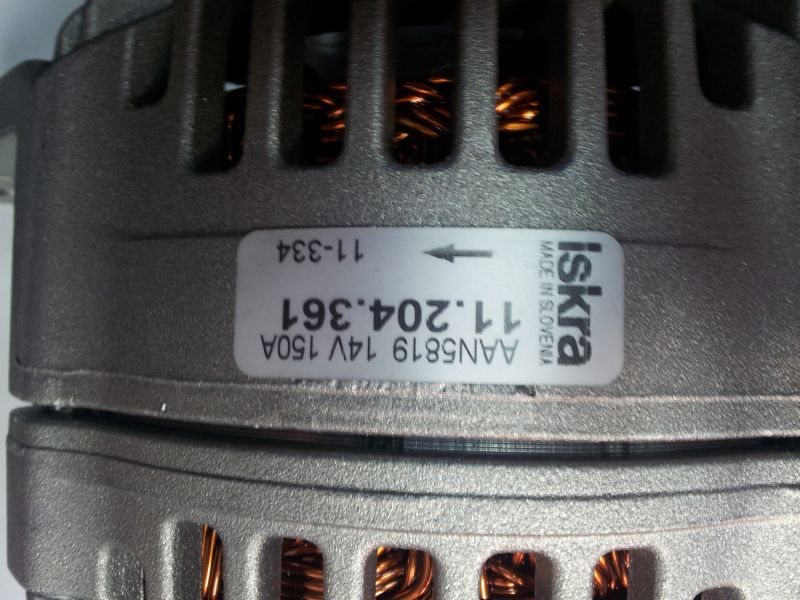 iskra
MADE IN SLOVENIA
AAN5819 14V 150A
11.204.361
11-334